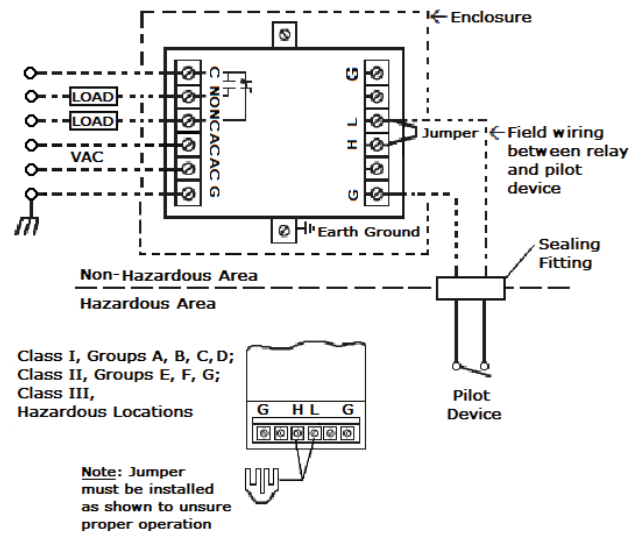 Enclosure
C
NO
NC
AC
AC
G
LOAD
LOAD
VAC
G
L
H
G
Jumper
Field wiring
between relay
and pilot
device
Earth Ground
Sealing
Fitting
Non-Hazardous Area
Hazardous Area
Class I, Groups A, B, C, D;
Class II, Groups E, F, G;
Class III,
Hazardous Locations
G H L G
Pilot
Device
Note: Jumper
must be installed
as shown to unsure
proper operation